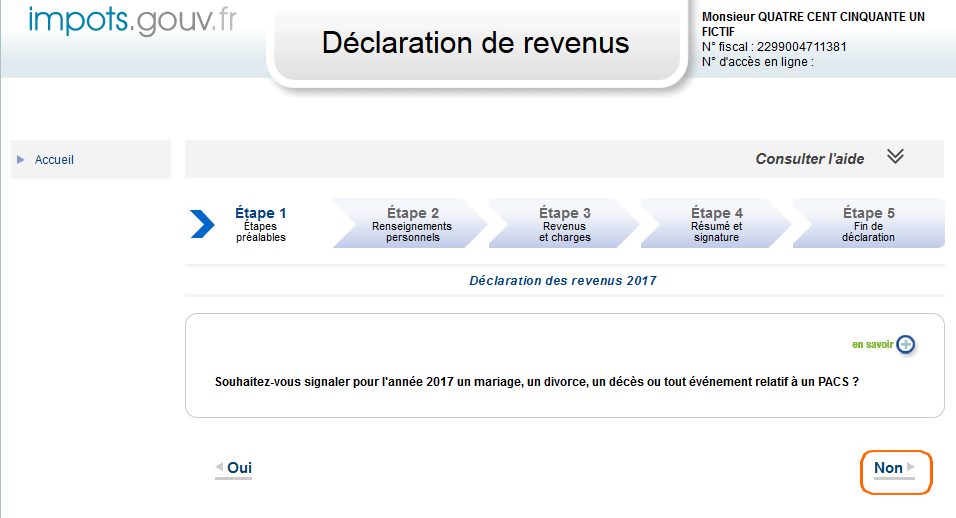 impots.gouv.fr
Déclaration de revenus
Monsieur QUATRE CENT CINQUANTE UN
FICTIF
N° fiscal : 2299004711381
N° d'accès en ligne :
Accueil
Consulter l'aide
Étape 1
Étapes
préalables
Étape 2
Renseignements
personnels
Étape 3
Revenus
et charges
Étape 4
Résumé et
signature
Étape 5
Fin de
déclaration
Déclaration des revenus 2017
en savoir
Souhaitez-vous signaler pour l'année 2017 un mariage, un divorce, un décès ou tout événement relatif à un PACS ?
Oui
Non